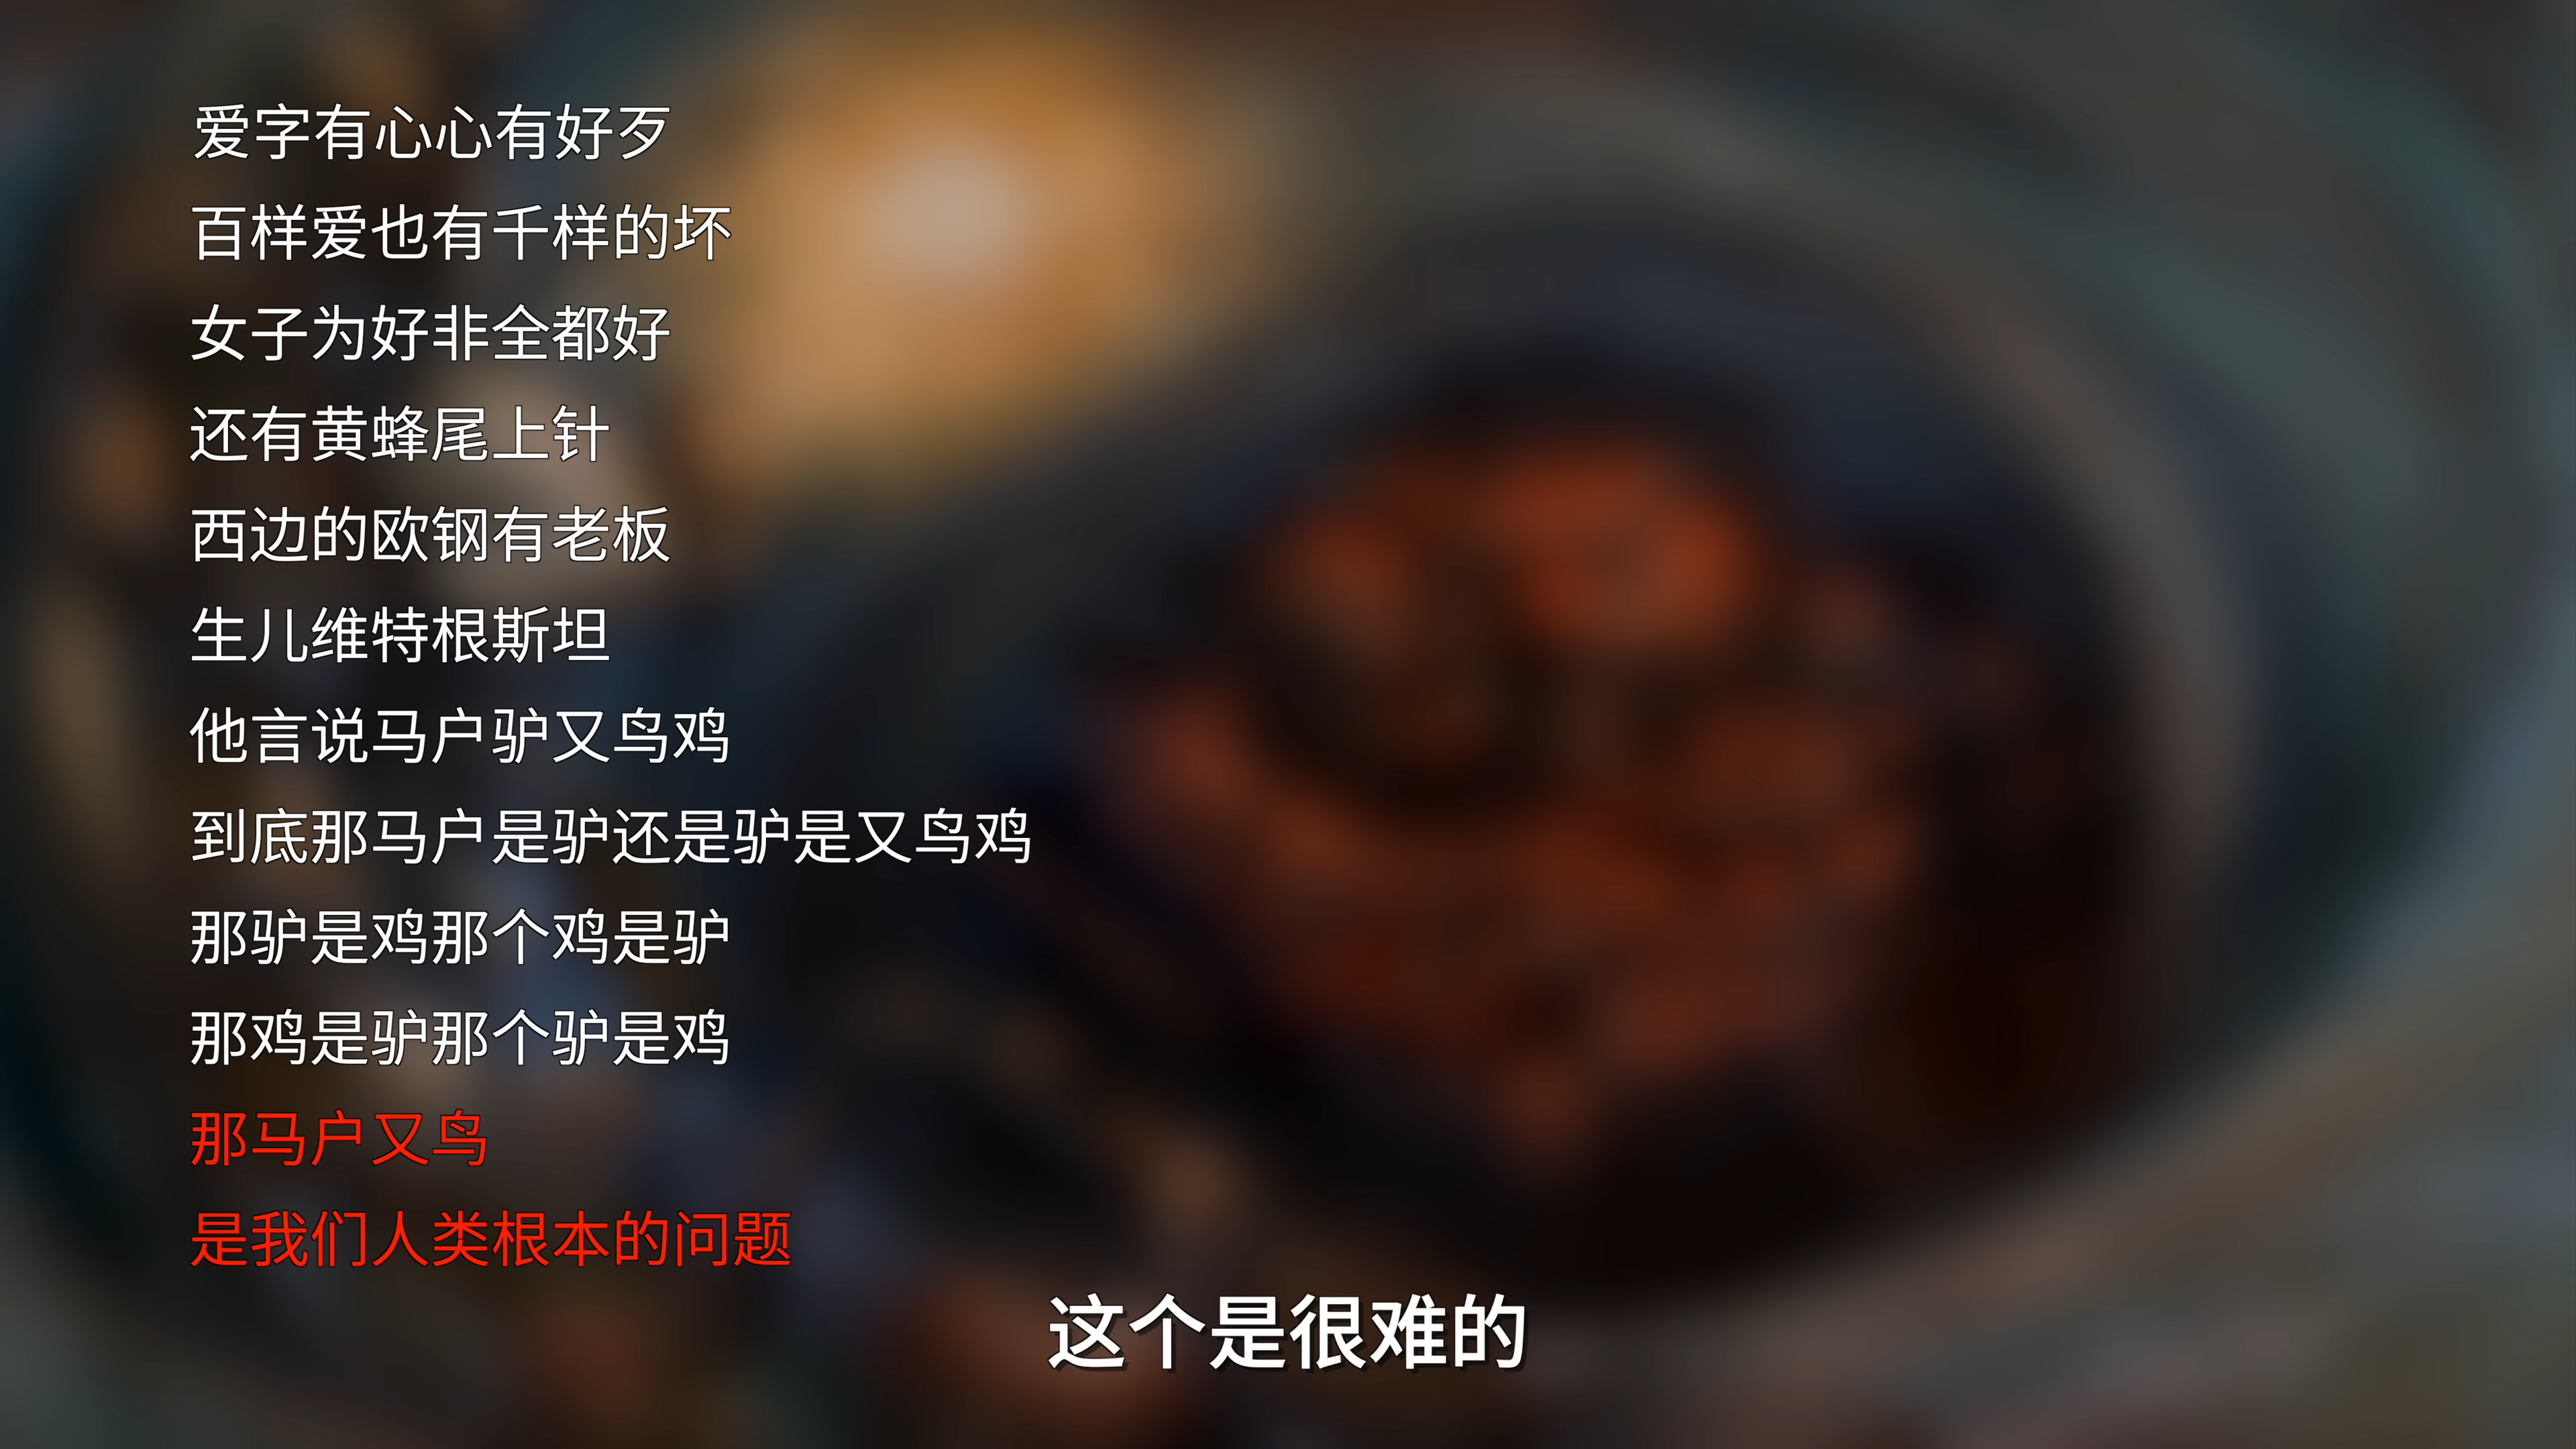 爱字有心心有好歹
百样爱也有千样的坏
女子为好非全都好
还有黄蜂尾上针
西边的欧钢有老板
生儿维特根斯坦
他言说马户驴又鸟鸡
到底那马户是驴还是驴是又鸟鸡
那驴是鸡那个鸡是驴
那鸡是驴那个驴是鸡
那马户又鸟
是我们人类根本的问题
这个是很难的